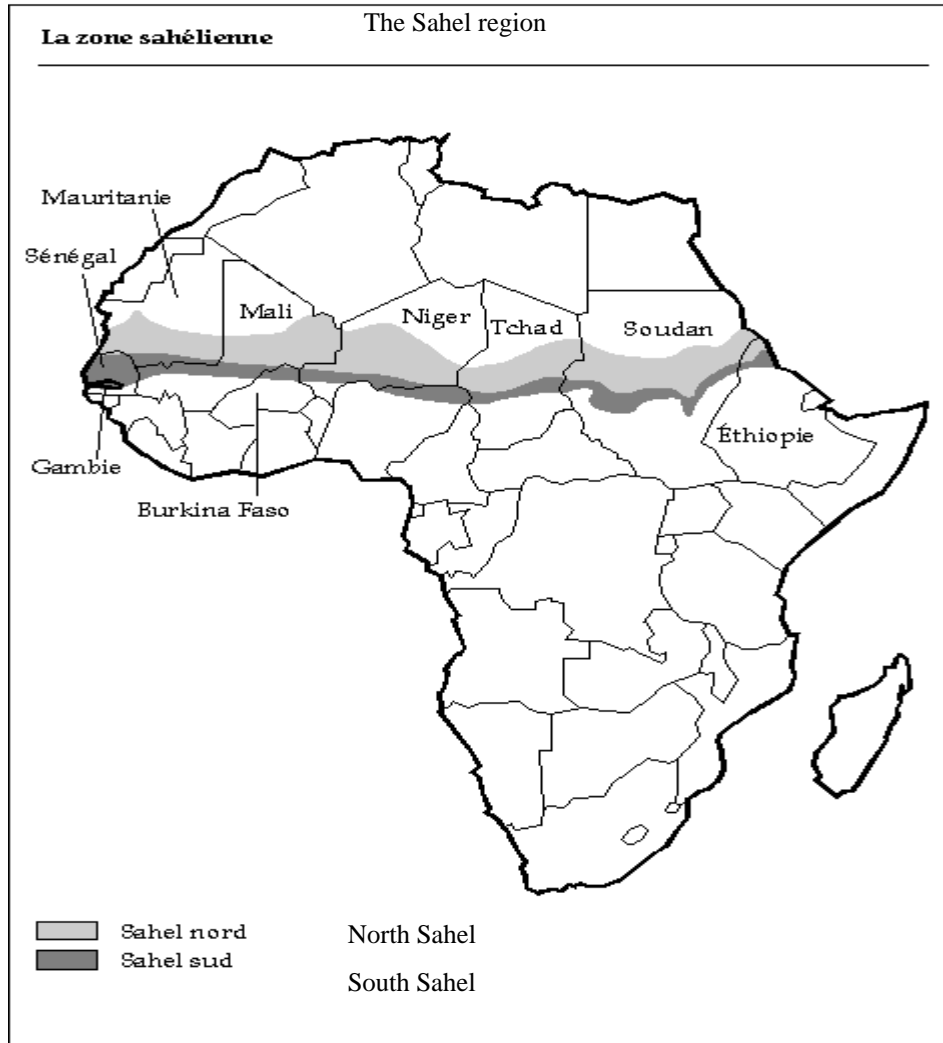 The Sahel region
La zone sahélienne
Mauritanie
Sénégal
Mali
Niger
Tchad
Soudan
Éthiopie
Gambie
Burkina Faso
Sahel nord North Sahel
Sahel sud
South Sahel